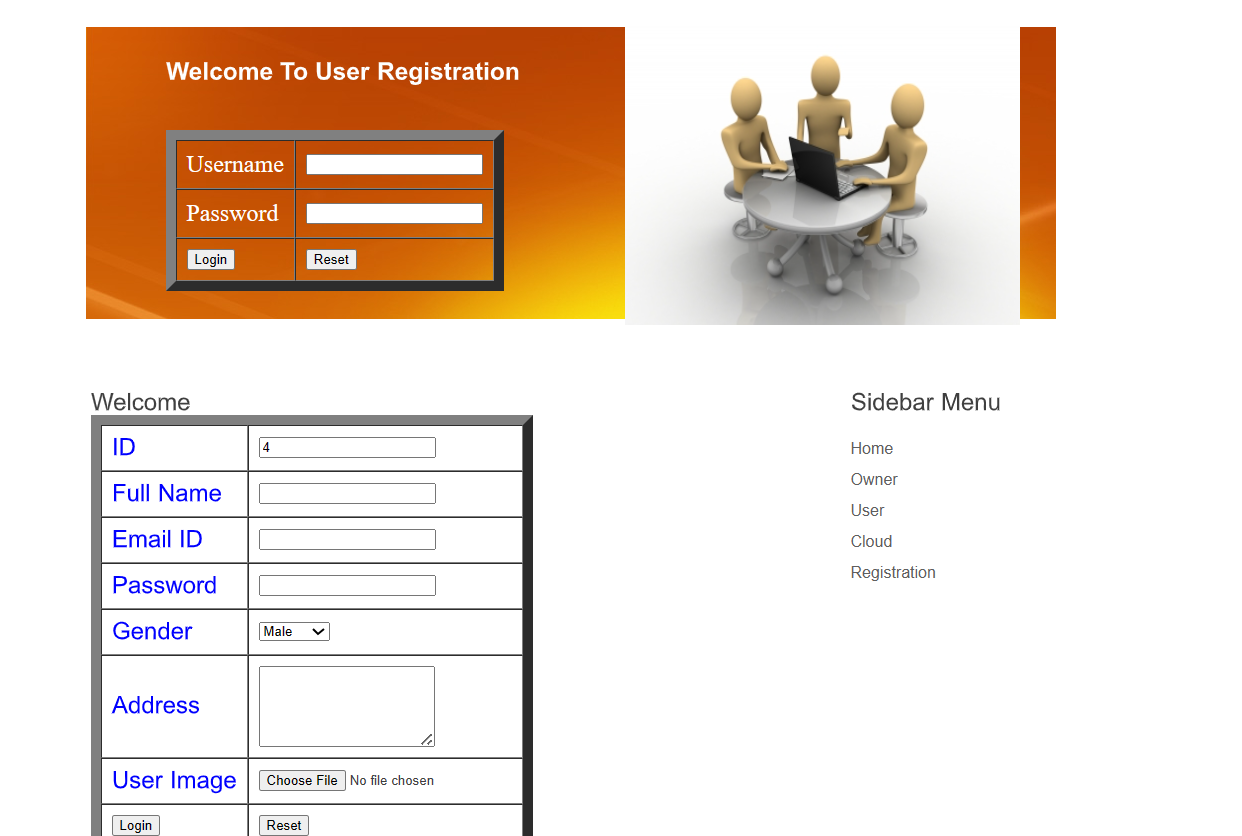 Welcome To User Registration
Username
Password
Login Reset
Welcome
ID 4
Full Name
Email ID
Password
Gender Male
Address
User Image Choose File No file chosen
Login Reset
Sidebar Menu
Home
Owner
User
Cloud
Registration